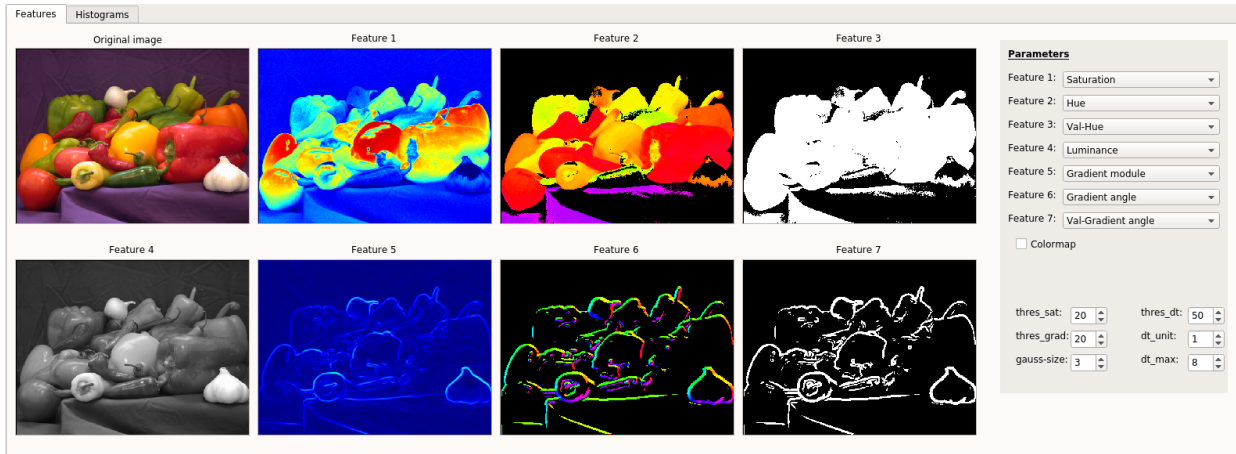 Features Histograms
Original image Feature 1 Feature 2 Feature 3
Parameters
Feature 1: Saturation
Feature 2: Hue
Feature 3: Val-Hue
Feature 4: Luminance
Feature 5: Gradient module
Feature 6: Gradient angle
Feature 7: Val-Gradient angle
Colormap
Feature 4 Feature 5 Feature 6 Feature 7
thres_sat: 20 thres_dt: 50
thres_grad: 20 dt_unit: 1
gauss-size: 3 dt_max: 8